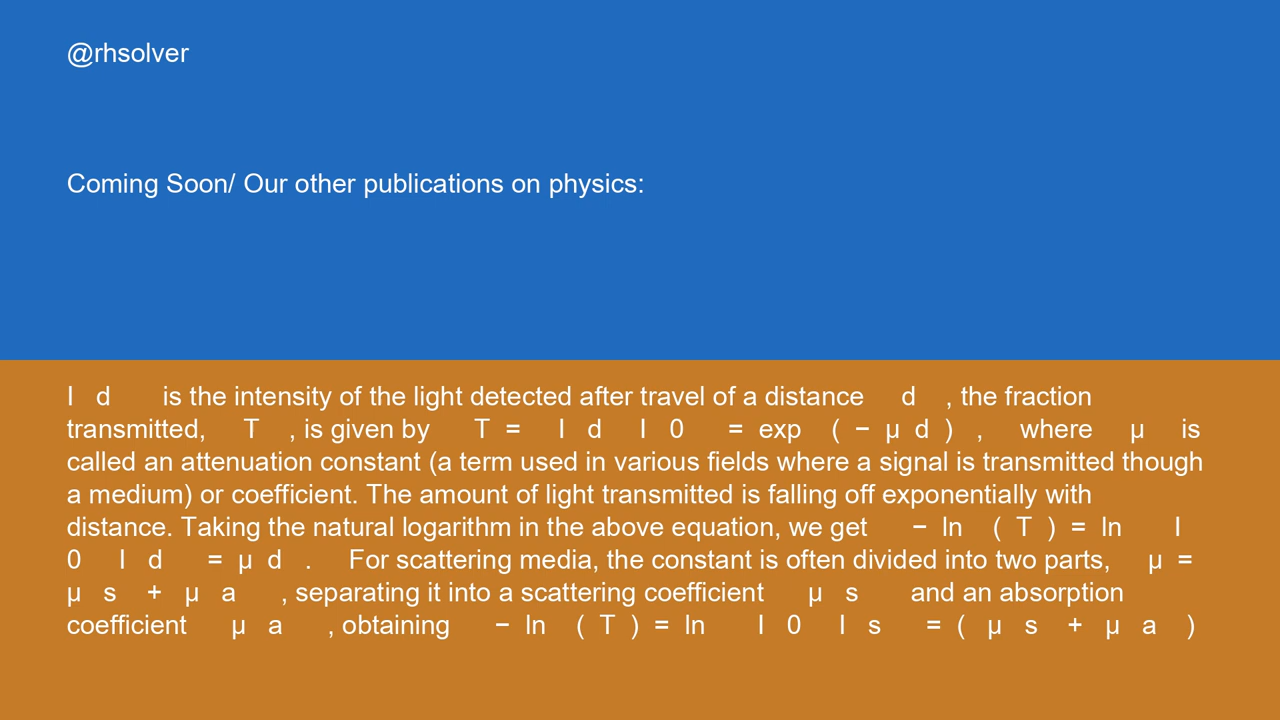 @rhsolver
Coming Soon/ Our other publications on physics:
I d is the intensity of the light detected after travel of a distance d , the fraction
transmitted, T , is given by T = I d I 0 = exp ( − μ d ) , where μ is
called an attenuation constant (a term used in various fields where a signal is transmitted though
a medium) or coefficient. The amount of light transmitted is falling off exponentially with
distance. Taking the natural logarithm in the above equation, we get − ln ( T ) = ln I
0 I d = μ d . For scattering media, the constant is often divided into two parts, μ =
μ s + μ a , separating it into a scattering coefficient μ s and an absorption
coefficient μ a , obtaining − ln ( T ) = ln I 0 I s = ( μ s + μ a )